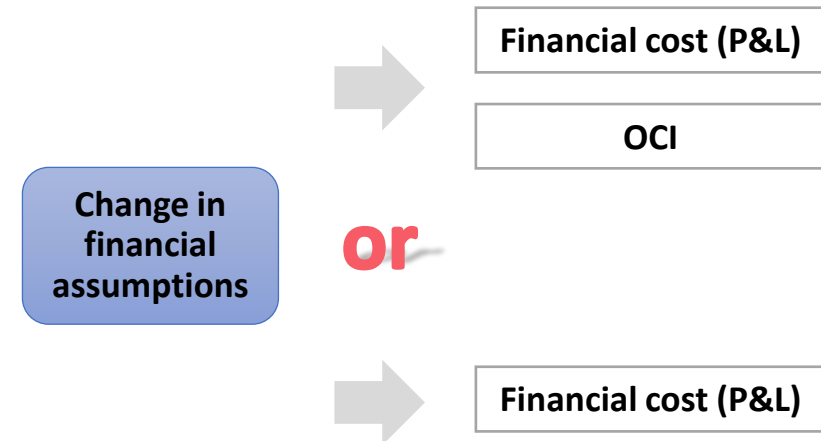 Financial cost (P&L)
OCI
Change in
financial
assumptions
or
Financial cost (P&L)